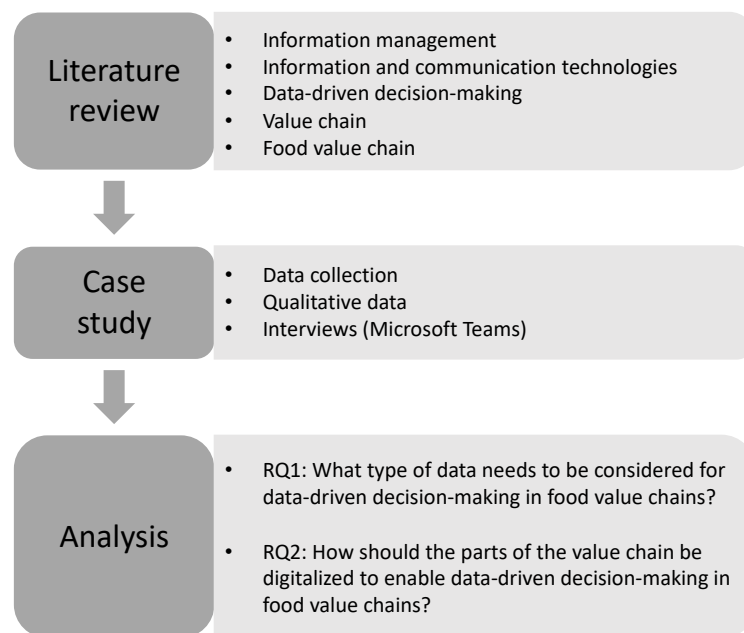 Literature
review
• Information management
• Information and communication technologies
• Data-driven decision-making
• Value chain
• Food value chain
Case
study
• Data collection
• Qualitative data
• Interviews (Microsoft Teams)
Analysis
• RQ1: What type of data needs to be considered for
data-driven decision-making in food value chains?
• RQ2: How should the parts of the value chain be
digitalized to enable data-driven decision-making in
food value chains?